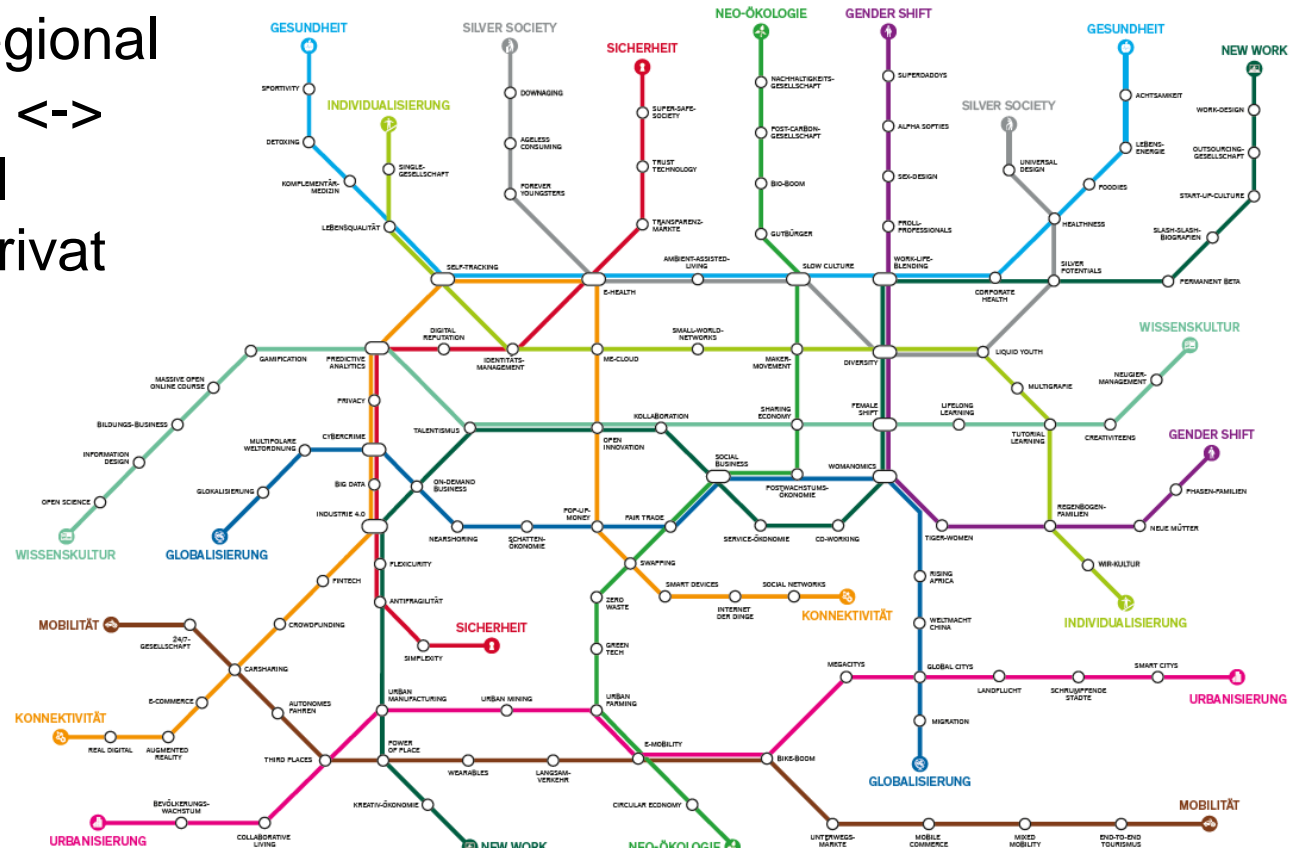 egional
<->
l
rivat
GESUNDHEIT
SILVER SOCIETY
SICHERHEIT
NEO-ÖKOLOGIE
GENDER SHIFT
GESUNDHEIT
NEW WORK
SPORTIVITY
INDIVIDUALISIERUNG
DOWNAGING
SUPER-SAFE-
SOCIETY
NACHHALTIGKEITS-
GESELLSCHAFT
SUPERDADDYS
SILVER SOCIETY
ACHTSAMKEIT
WORK-DESIGN
DETOXING
AGELESS
CONSUMING
POST-CARBON-
GESELLSCHAFT
ALPHA SOFTIES
LEBENS-
ENERGIE
OUTSOURCING-
GESELLSCHAFT
SINGLE-
GESELLSCHAFT
TRUST
TECHNOLOGY
UNIVERSAL
DESIGN
KOMPLEMENTÄR-
MEDIZIN
FOREVER
YOUNGSTERS
BIO-BOOM
SEX-DESIGN
FOODIES
START-UP-CULTURE
LEBENSQUALITÄT
TRANSPARENZ-
MÄRKTE
GUTBÜRGER
PROLL-
PROFESSIONALS
HEALTHNESS
SLASH-SLASH-
BIOGRAFIEN
SELF-TRACKING
AMBIENT-ASSISTED-
LIVING
SLOW CULTURE
WORK-LIFE-
BLENDING
SILVER
POTENTIALS
E-HEALTH
CORPORATE
HEALTH
PERMANENT BETA
DIGITAL
REPUTATION
SMALL-WORLD-
NETWORKS
WISSENSKULTUR
GAMIFICATION
PREDICTIVE
ANALYTICS
IDENTITÄTS-
MANAGEMENT
ME-CLOUD
MAKER-
MOVEMENT
DIVERSITY
LIQUID YOUTH
MASSIVE OPEN
ONLINE COURSE
MULTIGRAFIE
NEUGIER-
MANAGEMENT
PRIVACY
BILDUNGS-BUSINESS
TALENTISMUS
KOLLABORATION
SHARING
ECONOMY
FEMALE
SHIFT
LIFELONG
LEARNING
MULTIPOLARE
WELTORDNUNG
CYBERCRIME
OPEN
INNOVATION
TUTORIAL
LEARNING
CREATIVITEENS
GENDER SHIFT
INFORMATION
DESIGN
SOCIAL
BUSINESS
WOMANOMICS
GLOKALISIERUNG
BIG DATA
ON-DEMAND
BUSINESS
POSTWACHSTUMS-
ÖKONOMIE
PHASEN-FAMILIEN
OPEN SCIENCE
INDUSTRIE 4.0
POP-UP-
MONEY
FAIR TRADE
REGENBOGEN-
FAMILIEN
WISSENSKULTUR
GLOBALISIERUNG
NEARSHORING
SCHATTEN-
ÖKONOMIE
SERVICE-ÖKONOMIE
CO-WORKING
TIGER-WOMEN
NEUE MÜTTER
FLEXICURITY
SWAPPING
WIR-KULTUR
FINTECH
SMART DEVICES
SOCIAL NETWORKS
RISING
AFRICA
ANTIFRAGILITÄT
ZERO
WASTE
INTERNET
DER DINGE
KONNEKTIVITÄT
INDIVIDUALISIERUNG
MOBILITÄT
CROWDFUNDING
SICHERHEIT
WELTMACHT
CHINA
24/7-
GESELLSCHAFT
SIMPLEXITY
GREEN
TECH
CARSHARING
MEGACITYS
GLOBAL CITYS
SMART CITYS
E-COMMERCE
AUTONOMES
FAHREN
URBAN
MANUFACTURING
URBAN MINING
URBAN
FARMING
LANDFLUCHT
SCHRUMPFENDE
STÄDTE
URBANISIERUNG
KONNEKTIVITÄT
MIGRATION
REAL DIGITAL
AUGMENTED
REALITY
THIRD PLACES
POWER
OF PLACE
E-MOBILITY
BIKE-BOOM
WEARABLES
LANGSAM-
VERKEHR
GLOBALISIERUNG
BEVÖLKERUNGS-
WACHSTUM
KREATIV-ÖKONOMIE
CIRCULAR ECONOMY
MOBILITÄT
URBANISIERUNG
COLLABORATIVE
LIVING
NEW WORK
NEO-ÖKOLOGIE
UNTERWEGS-
MÄRKTE
MOBILE
COMMERCE
MIXED
MOBILITY
END-TO-END
TOURISMUS